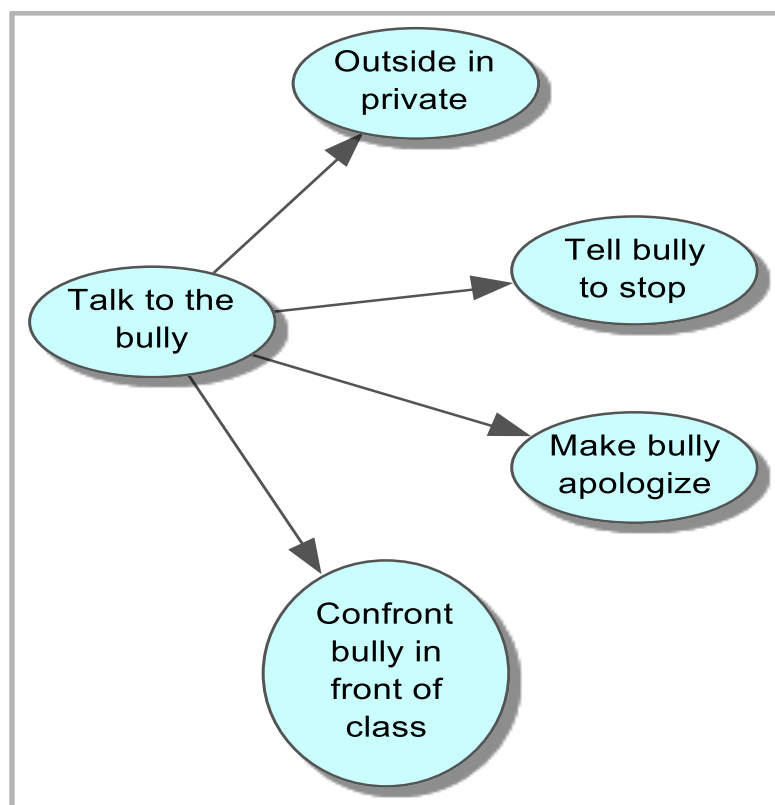 Outside in
private
Tell bully
to stop
Talk to the
bully
Make bully
apologize
Confront
bully in
front of
class